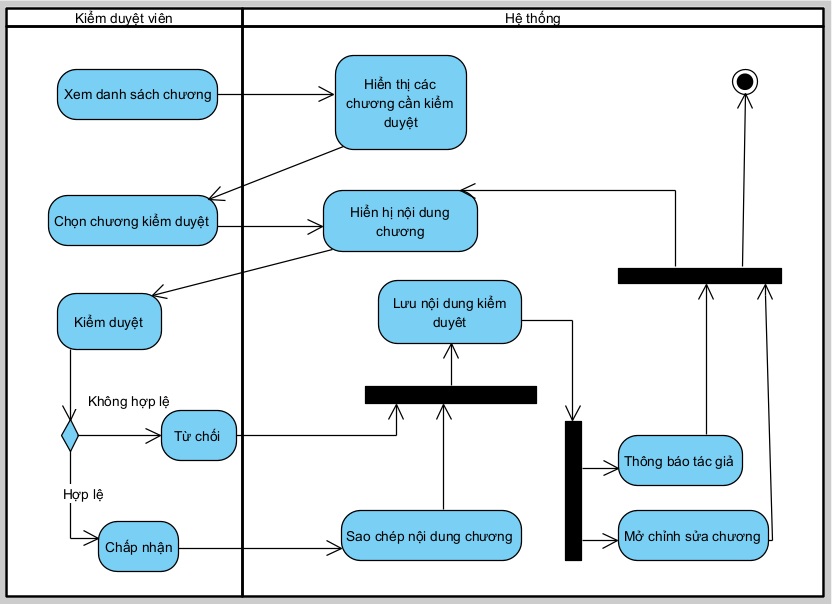 Kiểm duyệt viên
Hệ thống
Xem danh sách chương
Hiển thị các
chương cần kiểm
duyệt
Chọn chương kiểm duyệt
Hiển hị nội dung
chương
Kiểm duyệt
Lưu nội dung kiểm
duyêt
Không hợp lệ
Từ chối
Thông báo tác giả
Hợp lệ
Chấp nhận
Sao chép nội dung chương
Mở chỉnh sửa chương